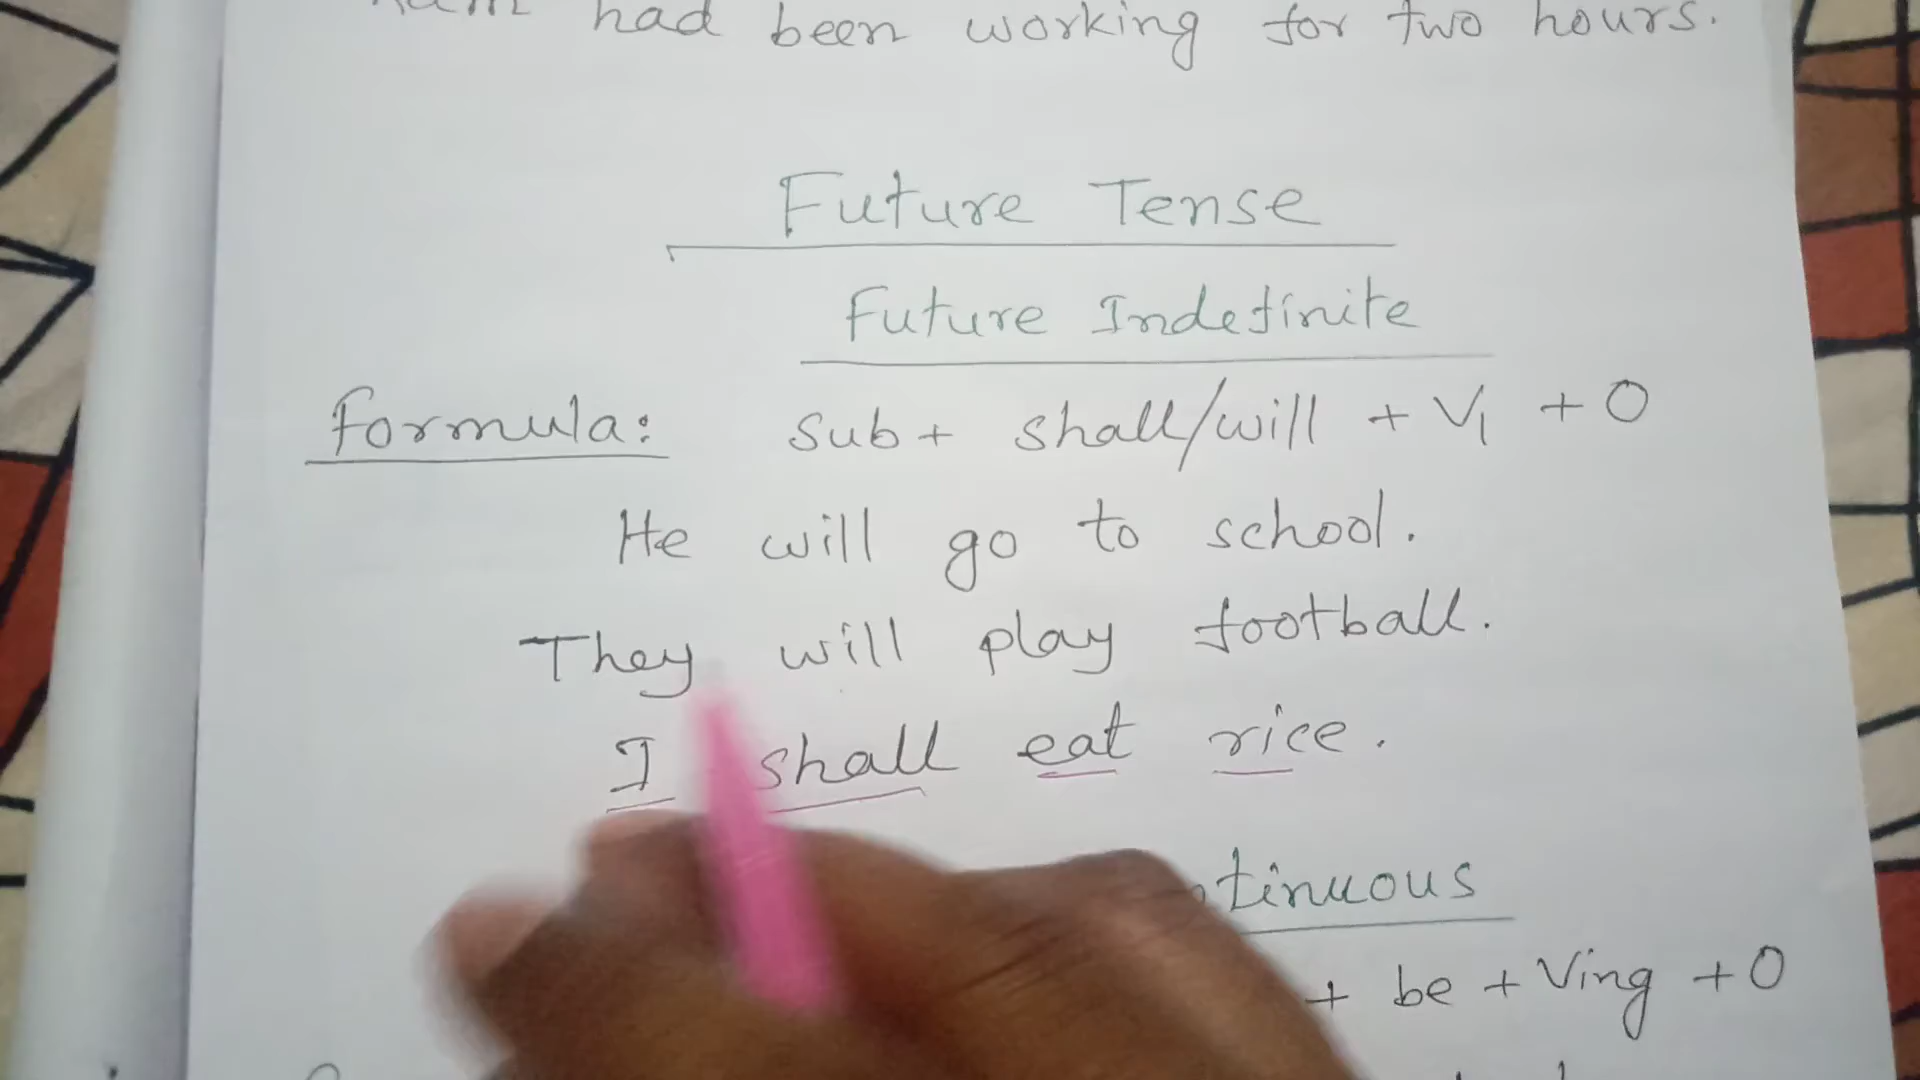 had been working for two hours.
Future Tense
Future Indefinite
Formula: Sub + shall/will + V1 + O
He will go to school.
They will play football.
I shall eat rice.
+ be + Ving + O